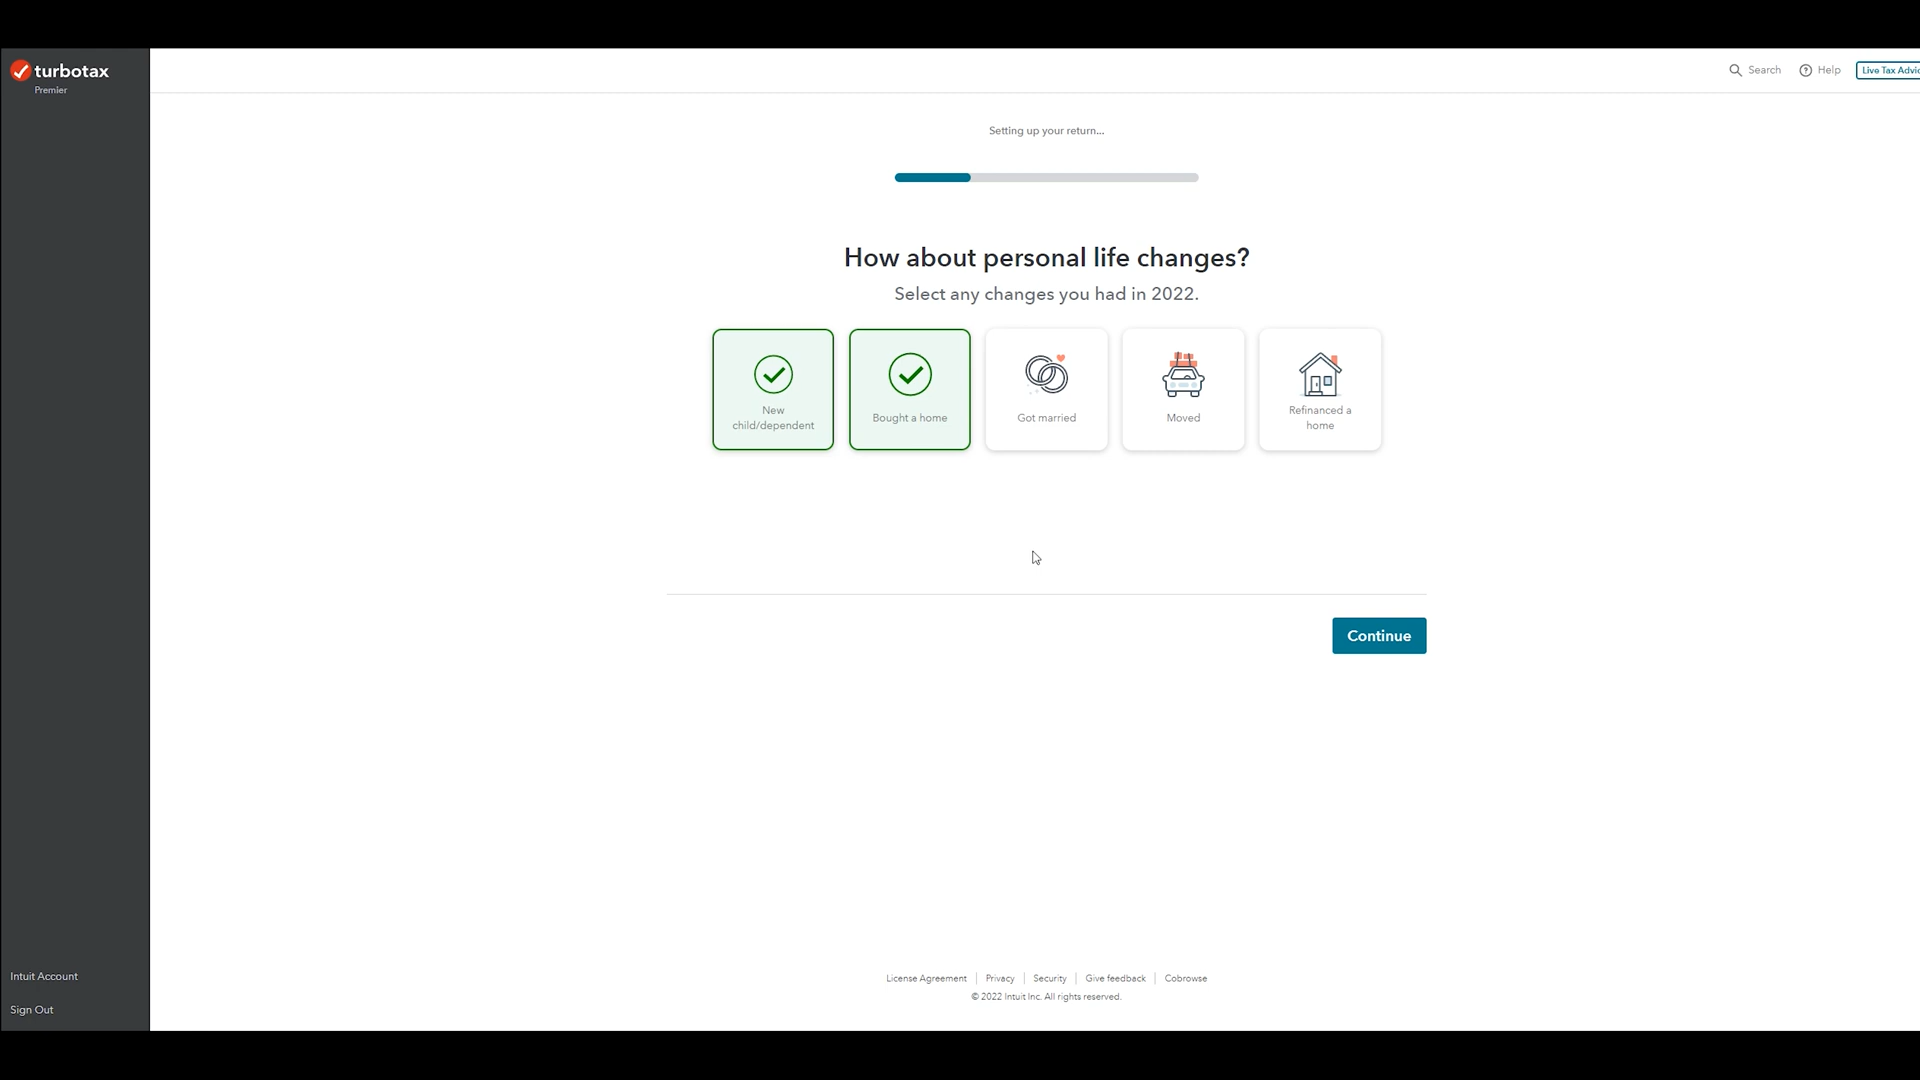 turbotax
Premier
Search
Help
Live Tax Advic
Setting up your return...
How about personal life changes?
Select any changes you had in 2022.
New
child/dependent
Bought a home
Got married
Moved
Refinanced a
home
Continue
Intuit Account
Sign Out
License Agreement
Privacy
Security
Give feedback
Cobrowse
© 2022 Intuit Inc. All rights reserved.